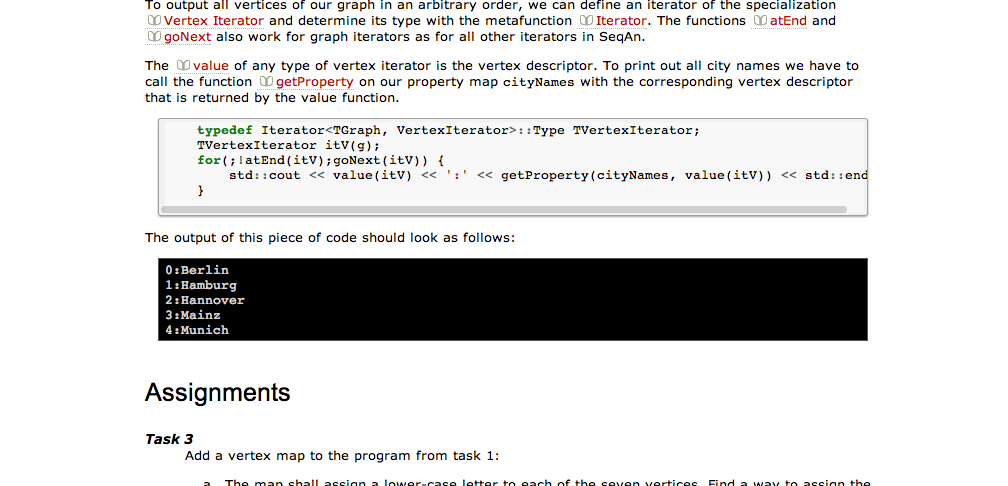 To output all vertices of our graph in an arbitrary order, we can define an iterator of the specialization
Vertex Iterator and determine its type with the metafunction Iterator. The functions atEnd and
goNext also work for graph iterators as for all other iterators in SeqAn.
The value of any type of vertex iterator is the vertex descriptor. To print out all city names we have to
call the function getProperty on our property map cityNames with the corresponding vertex descriptor
that is returned by the value function.
typedef Iterator<TGraph, VertexIterator>::Type TVertexIterator;
TVertexIterator itV(g);
for(;!atEnd(itV);goNext(itV)) {
std::cout << value(itV) << ':' << getProperty(cityNames, value(itV)) << std::end
}
The output of this piece of code should look as follows:
0:Berlin
1:Hamburg
2:Hannover
3:Mainz
4:Munich
Assignments
Task 3
Add a vertex map to the program from task 1:
a. The map shall assign a lower-case letter to each of the seven vertices. Find a way to assign the